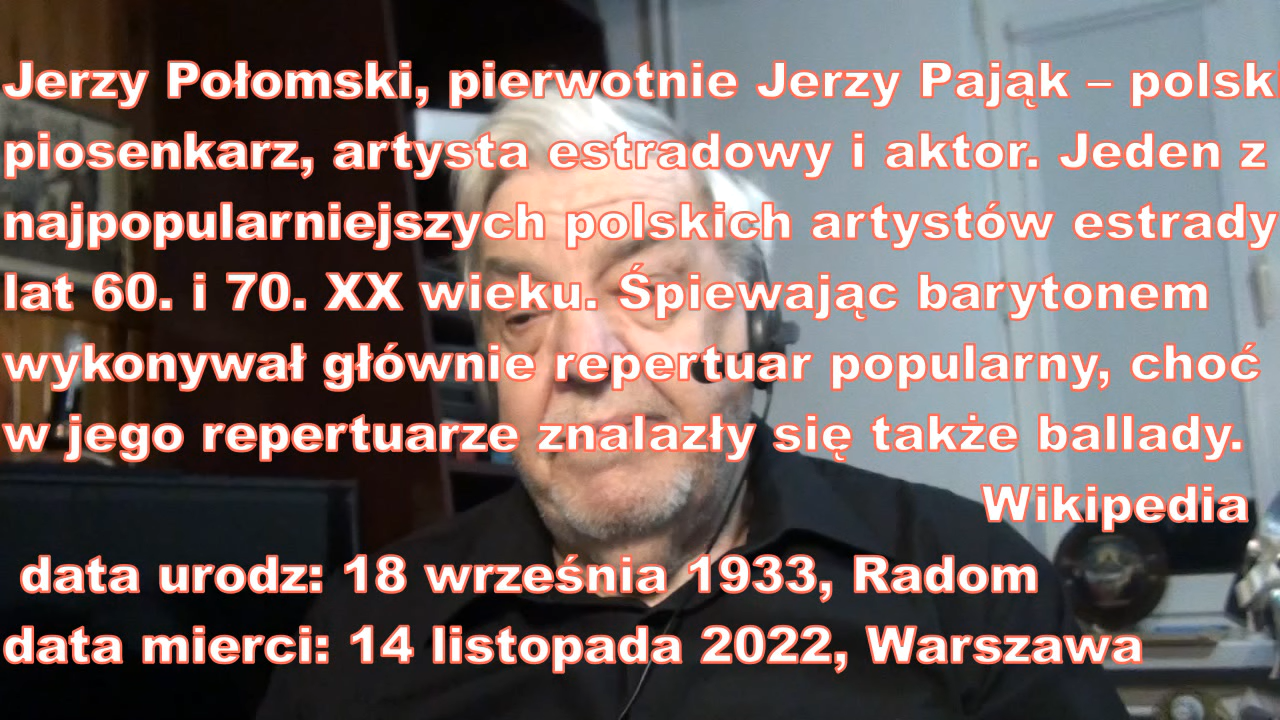 Jerzy Połomski, pierwotnie Jerzy Pająk – polski
piosenkarz, artysta estradowy i aktor. Jeden z
najpopularniejszych polskich artystów estrady
lat 60. i 70. XX wieku. Śpiewając barytonem
wykonywał głównie repertuar popularny, choć
w jego repertuarze znalazły się także ballady.
Wikipedia
data urodz: 18 września 1933, Radom
data mierci: 14 listopada 2022, Warszawa